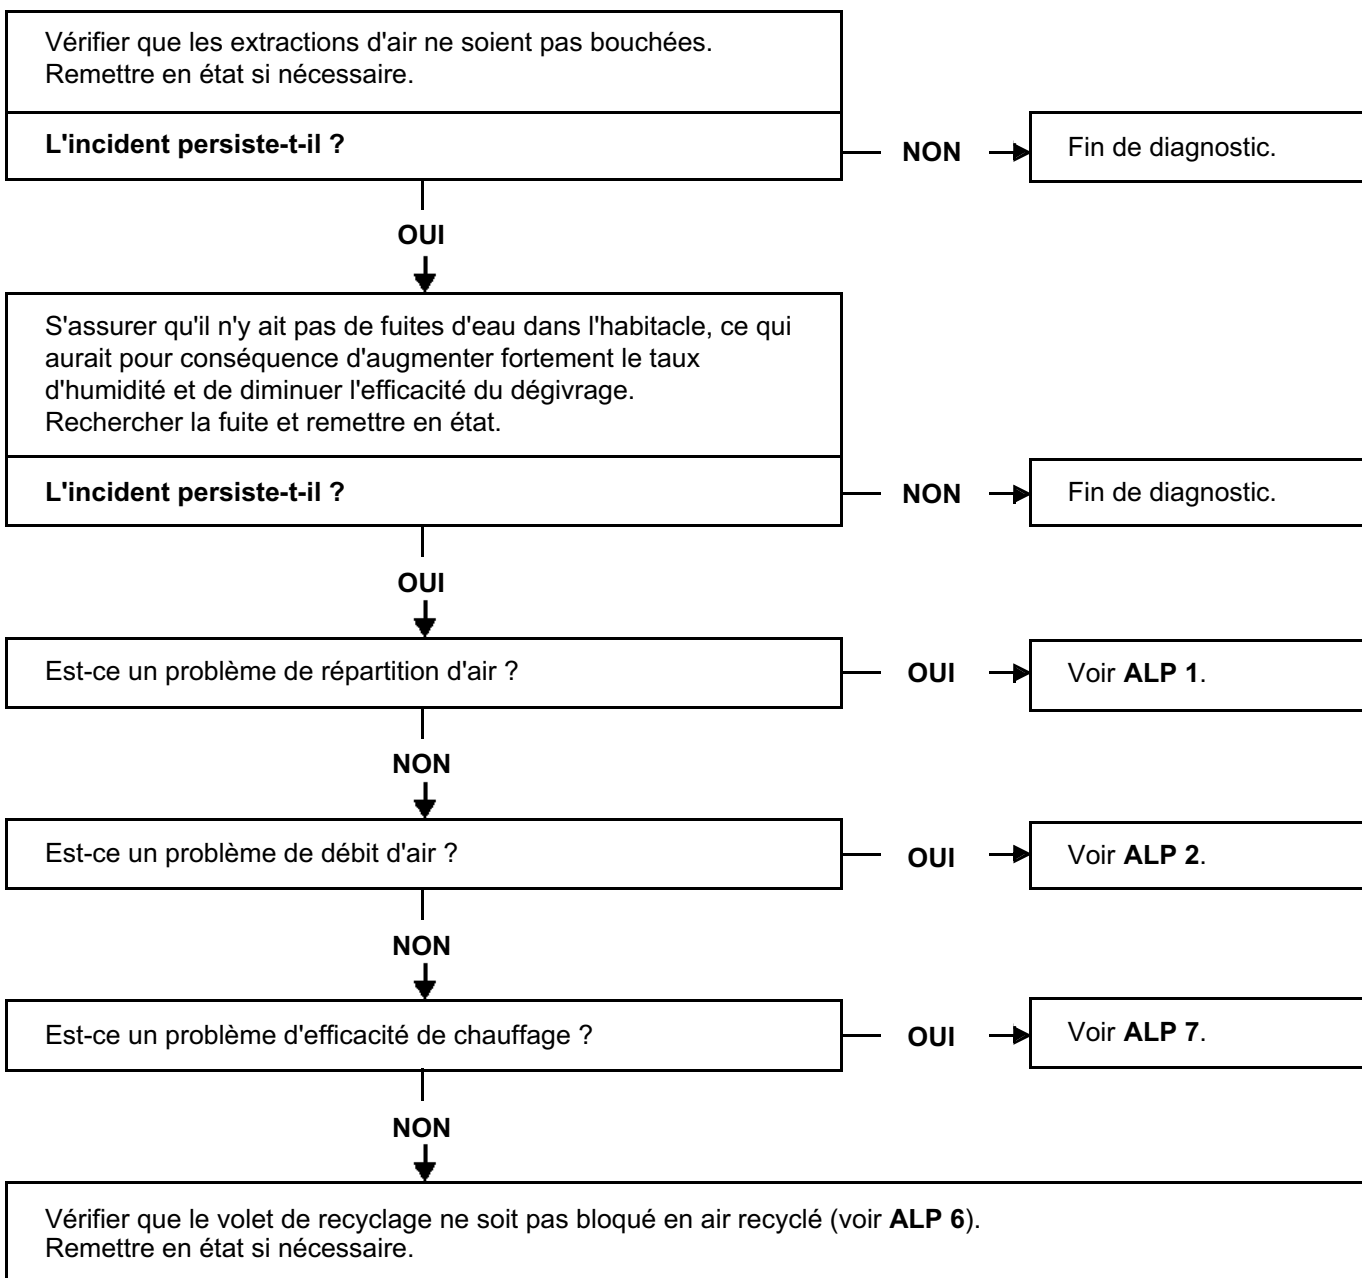 Vérifier que les extractions d'air ne soient pas bouchées.
Remettre en état si nécessaire.
L'incident persiste-t-il ?
NON
Fin de diagnostic.
OUI
S'assurer qu'il n'y ait pas de fuites d'eau dans l'habitacle, ce qui
aurait pour conséquence d'augmenter fortement le taux
d'humidité et de diminuer l'efficacité du dégivrage.
Rechercher la fuite et remettre en état.
L'incident persiste-t-il ?
NON
Fin de diagnostic.
OUI
Est-ce un problème de répartition d'air ?
OUI
Voir ALP 1.
NON
Est-ce un problème de débit d'air ?
OUI
Voir ALP 2.
NON
Est-ce un problème d'efficacité de chauffage ?
OUI
Voir ALP 7.
NON
Vérifier que le volet de recyclage ne soit pas bloqué en air recyclé (voir ALP 6).
Remettre en état si nécessaire.